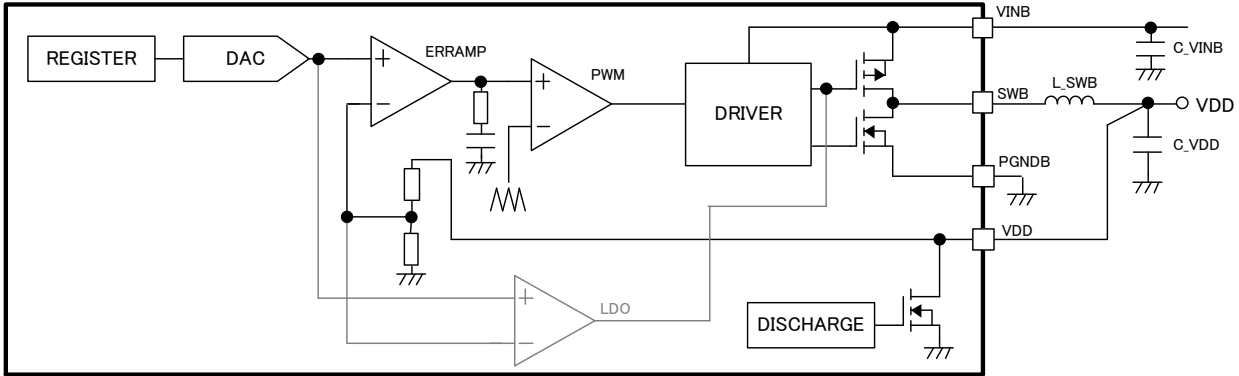 VINB
C_VINB
REGISTER
DAC
ERRAMP
PWM
DRIVER
SWB
L_SWB
VDD
C_VDD
PGNDB
VDD
LDO
DISCHARGE